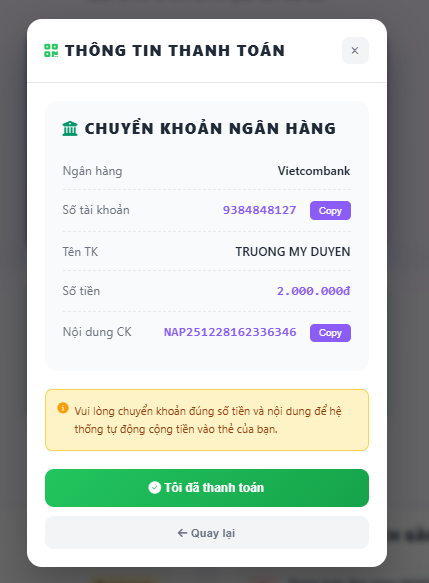 THÔNG TIN THANH TOÁN
×
CHUYỂN KHOẢN NGÂN HÀNG
Ngân hàng Vietcombank
Số tài khoản 9384848127 Copy
Tên TK TRUONG MY DUYEN
Số tiền 2.000.000đ
Nội dung CK NAP251228162336346 Copy
Vui lòng chuyển khoản đúng số tiền và nội dung để hệ
thống tự động cộng tiền vào thẻ của bạn.
Tôi đã thanh toán
← Quay lại